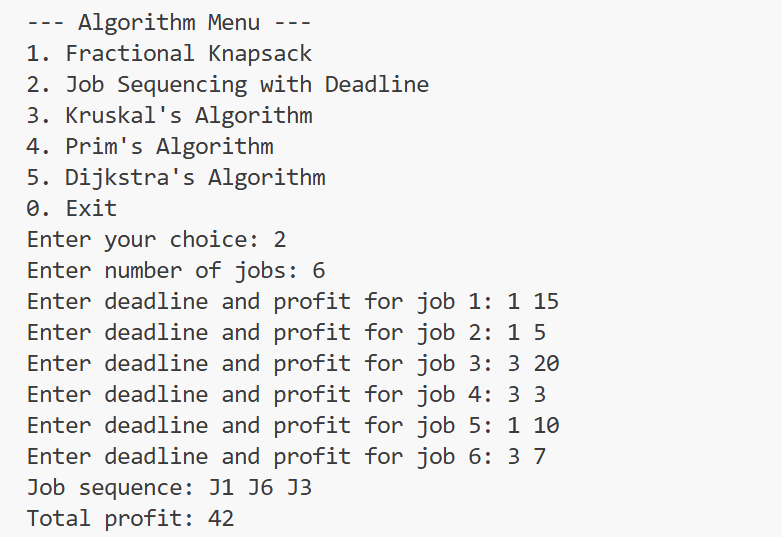 --- Algorithm Menu ---
1. Fractional Knapsack
2. Job Sequencing with Deadline
3. Kruskal's Algorithm
4. Prim's Algorithm
5. Dijkstra's Algorithm
0. Exit
Enter your choice: 2
Enter number of jobs: 6
Enter deadline and profit for job 1: 1 15
Enter deadline and profit for job 2: 1 5
Enter deadline and profit for job 3: 3 20
Enter deadline and profit for job 4: 3 3
Enter deadline and profit for job 5: 1 10
Enter deadline and profit for job 6: 3 7
Job sequence: J1 J6 J3
Total profit: 42